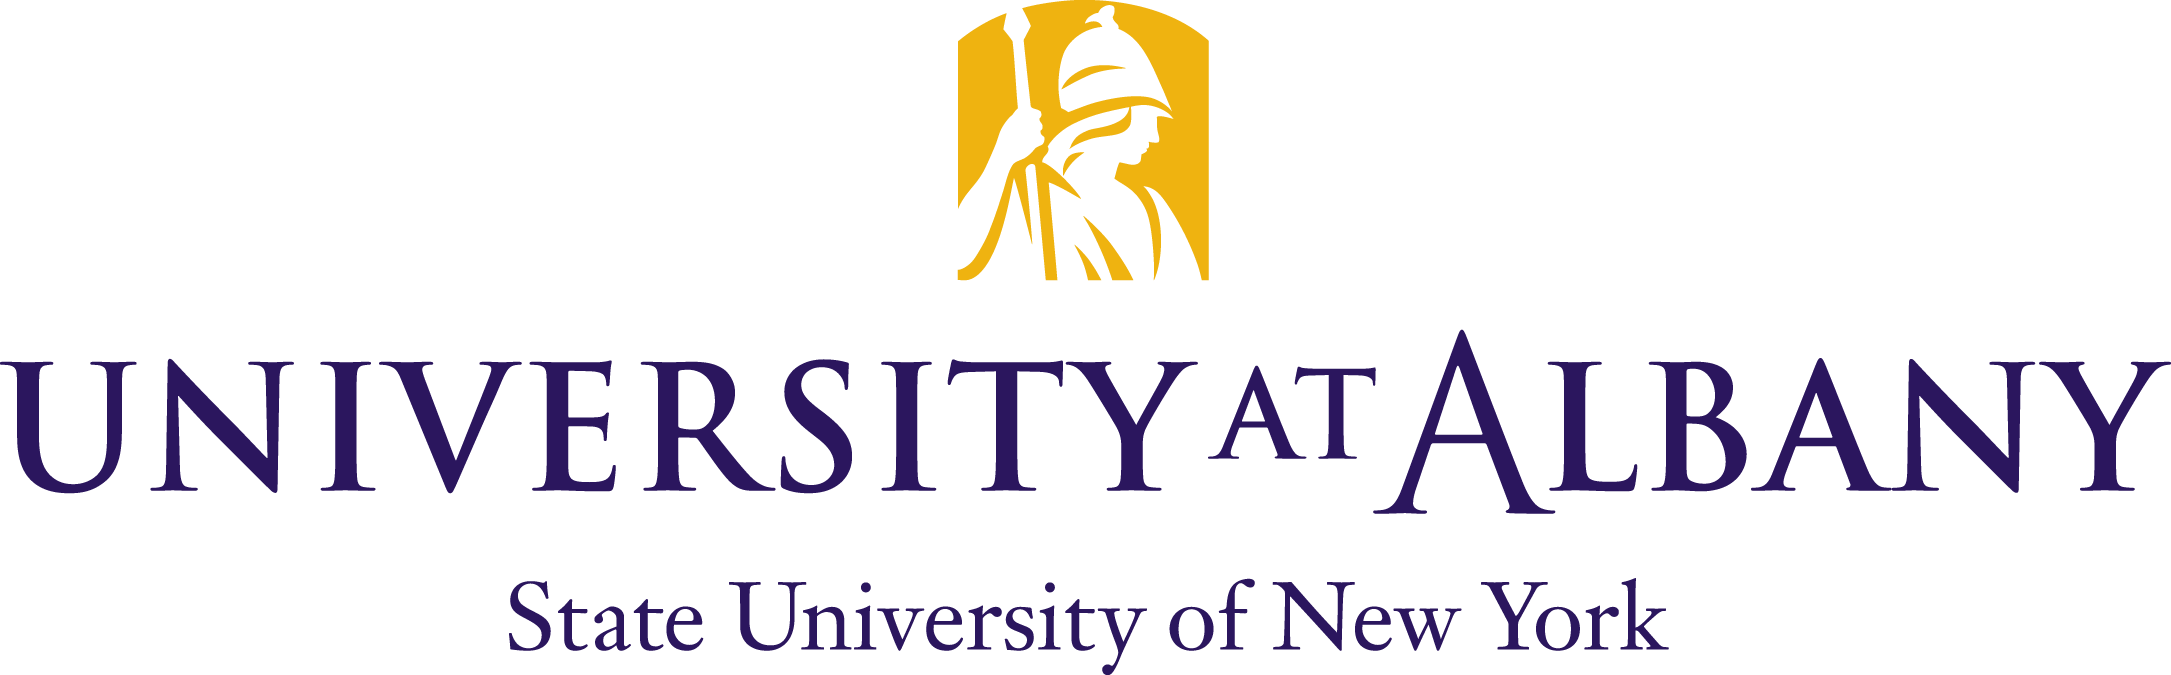 UNIVERSITY AT ALBANY
State University of New York